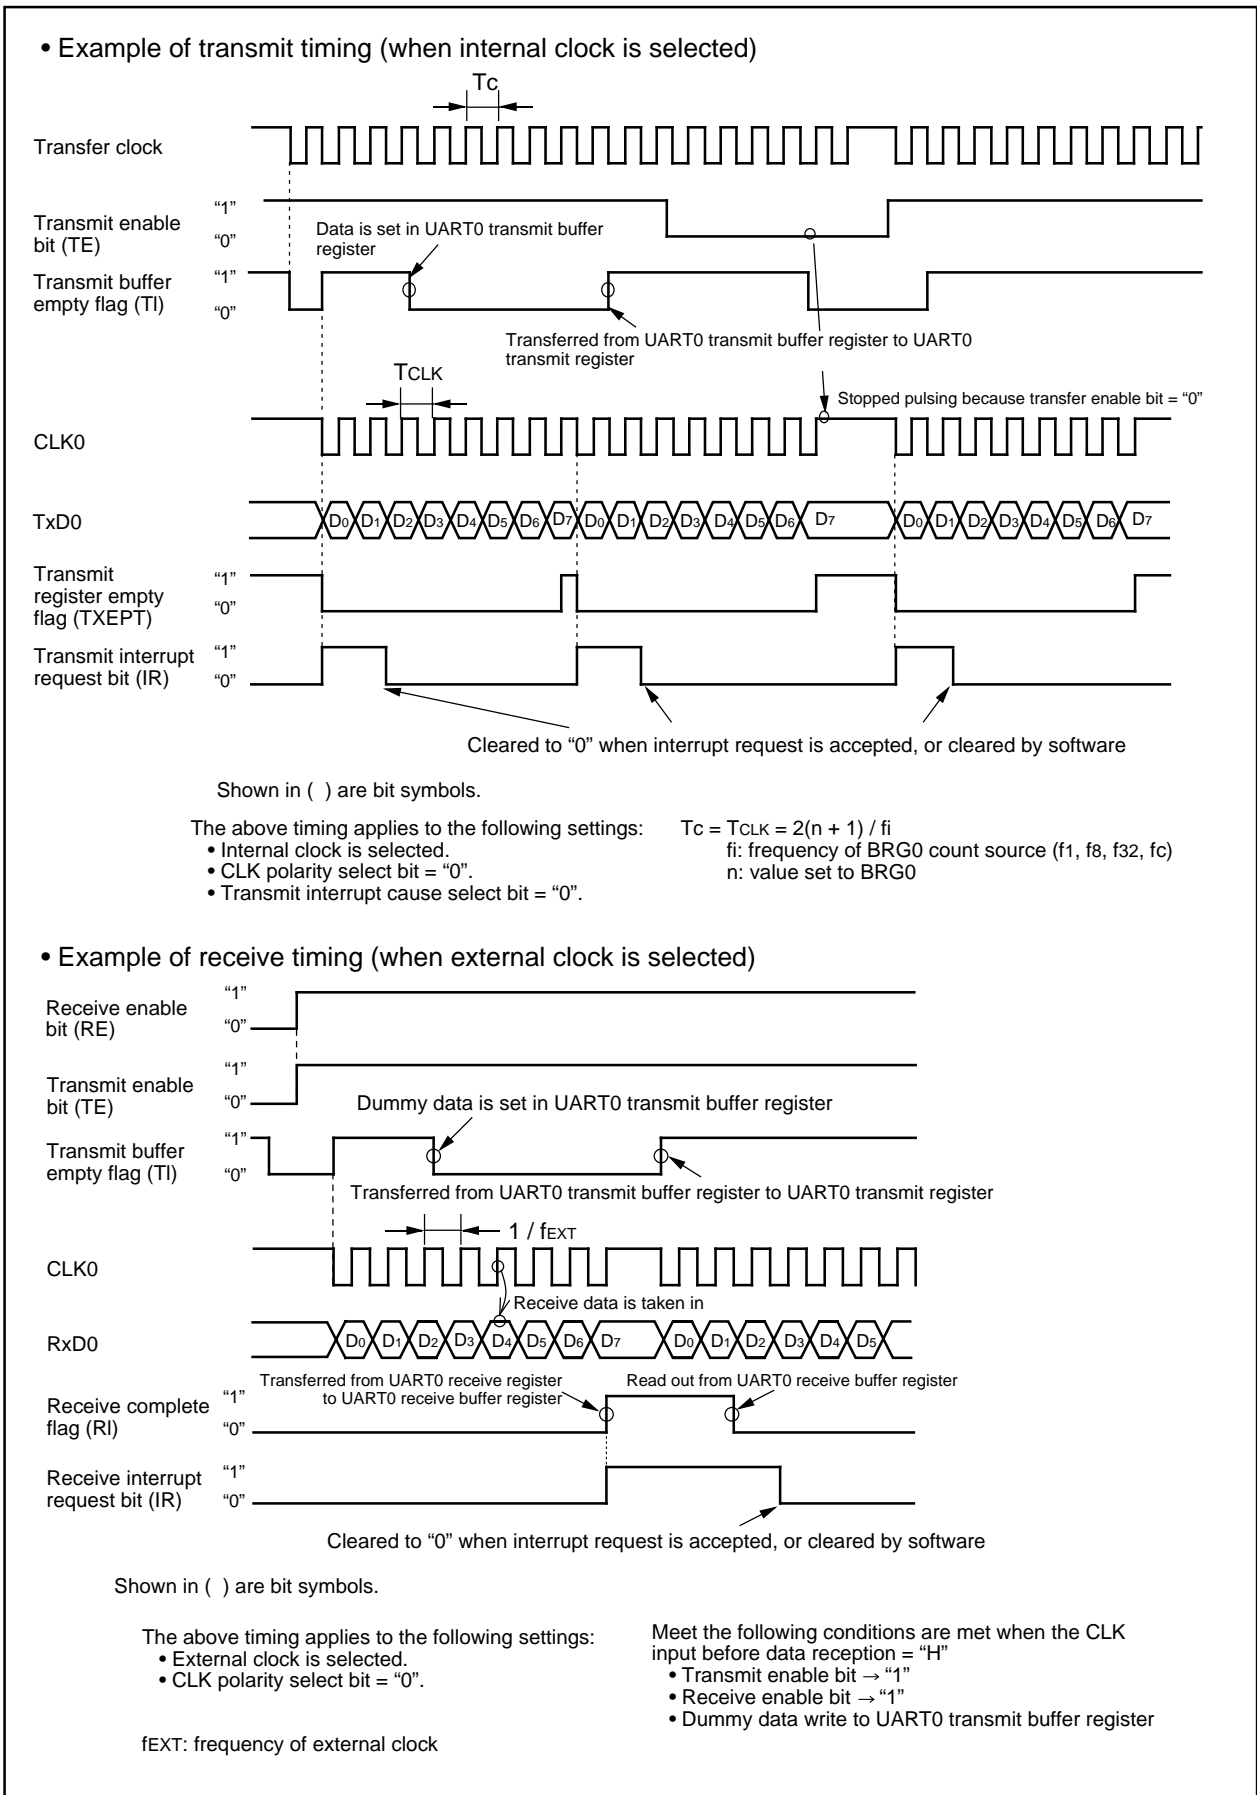 • Example of transmit timing (when internal clock is selected)
Tc
Transfer clock
Transmit enable
bit (TE)
“1”
“0”
Data is set in UART0 transmit buffer
register
Transmit buffer
empty flag (Tl)
“1”
“0”
Transferred from UART0 transmit buffer register to UART0
transmit register
TCLK
Stopped pulsing because transfer enable bit = “0”
CLK0
TxD0
D0 D1 D2 D3 D4 D5 D6 D7 D0 D1 D2 D3 D4 D5 D6 D7 D0 D1 D2 D3 D4 D5 D6 D7
Transmit
register empty
flag (TXEPT)
“1”
“0”
Transmit interrupt
request bit (IR)
“1”
“0”
Cleared to “0” when interrupt request is accepted, or cleared by software
Shown in ( ) are bit symbols.
The above timing applies to the following settings:
• Internal clock is selected.
• CLK polarity select bit = “0”.
• Transmit interrupt cause select bit = “0”.
Tc = TCLK = 2(n + 1) / fi
fi: frequency of BRG0 count source (f1, f8, f32, fc)
n: value set to BRG0
• Example of receive timing (when external clock is selected)
Receive enable
bit (RE)
“1”
“0”
Transmit enable
bit (TE)
“1”
“0”
Dummy data is set in UART0 transmit buffer register
Transmit buffer
empty flag (Tl)
“1”
“0”
Transferred from UART0 transmit buffer register to UART0 transmit register
1 / fEXT
CLK0
Receive data is taken in
RxD0
D0 D1 D2 D3 D4 D5 D6 D7 D0 D1 D2 D3 D4 D5
Transferred from UART0 receive register
to UART0 receive buffer register
Read out from UART0 receive buffer register
Receive complete
flag (Rl)
“1”
“0”
Receive interrupt
request bit (IR)
“1”
“0”
Cleared to “0” when interrupt request is accepted, or cleared by software
Shown in ( ) are bit symbols.
The above timing applies to the following settings:
• External clock is selected.
• CLK polarity select bit = “0”.
fEXT: frequency of external clock
Meet the following conditions are met when the CLK
input before data reception = “H”
• Transmit enable bit → “1”
• Receive enable bit → “1”
• Dummy data write to UART0 transmit buffer register